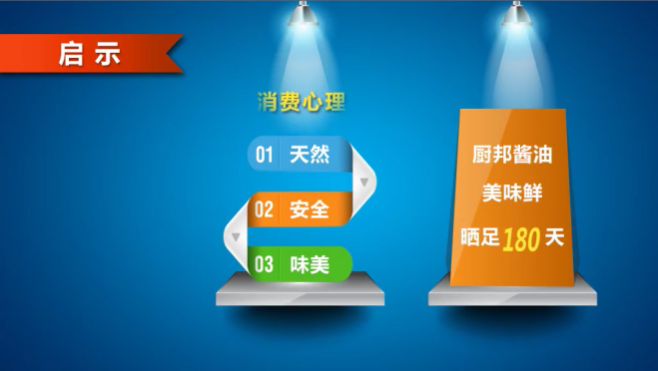 启示
消费心理
01 天然
02 安全
03 味美
厨邦酱油
美味鲜
晒足180天